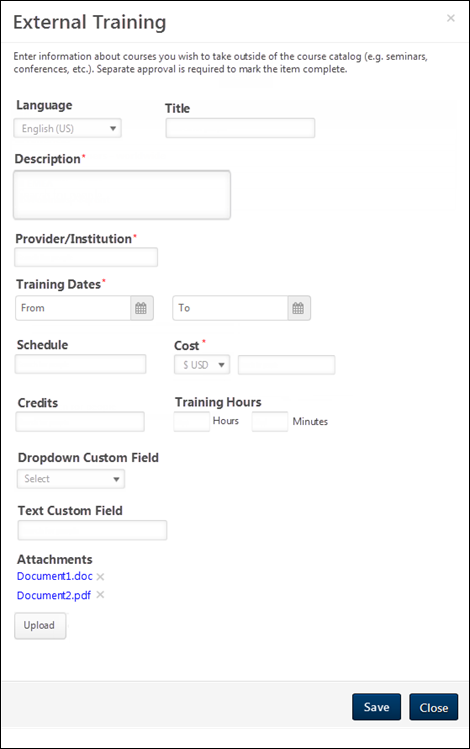 External Training
Enter information about courses you wish to take outside of the course catalog (e.g. seminars,
conferences, etc.). Separate approval is required to mark the item complete.
Language
Title
English (US)
Description*
Provider/Institution*
Training Dates*
From
To
Schedule
Cost *
$ USD
Credits
Training Hours
Hours
Minutes
Dropdown Custom Field
Select
Text Custom Field
Attachments
Document1.doc
Document2.pdf
Upload
Save
Close